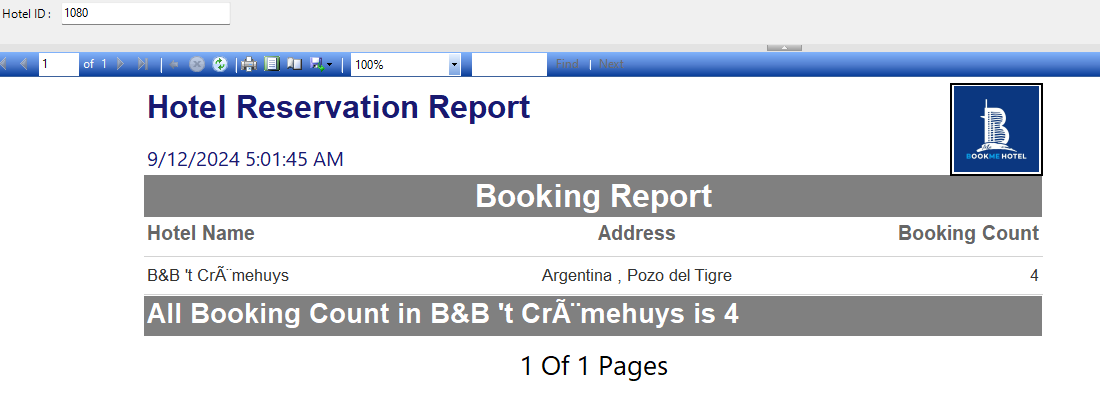 Hotel ID : 1080
1 of 1 100% Find | Next
Hotel Reservation Report
9/12/2024 5:01:45 AM
B
BOOKME HOTEL
Booking Report
Hotel Name Address Booking Count
B&B 't CrÃ¨mehuys Argentina , Pozo del Tigre 4
All Booking Count in B&B 't CrÃ¨mehuys is 4
1 Of 1 Pages